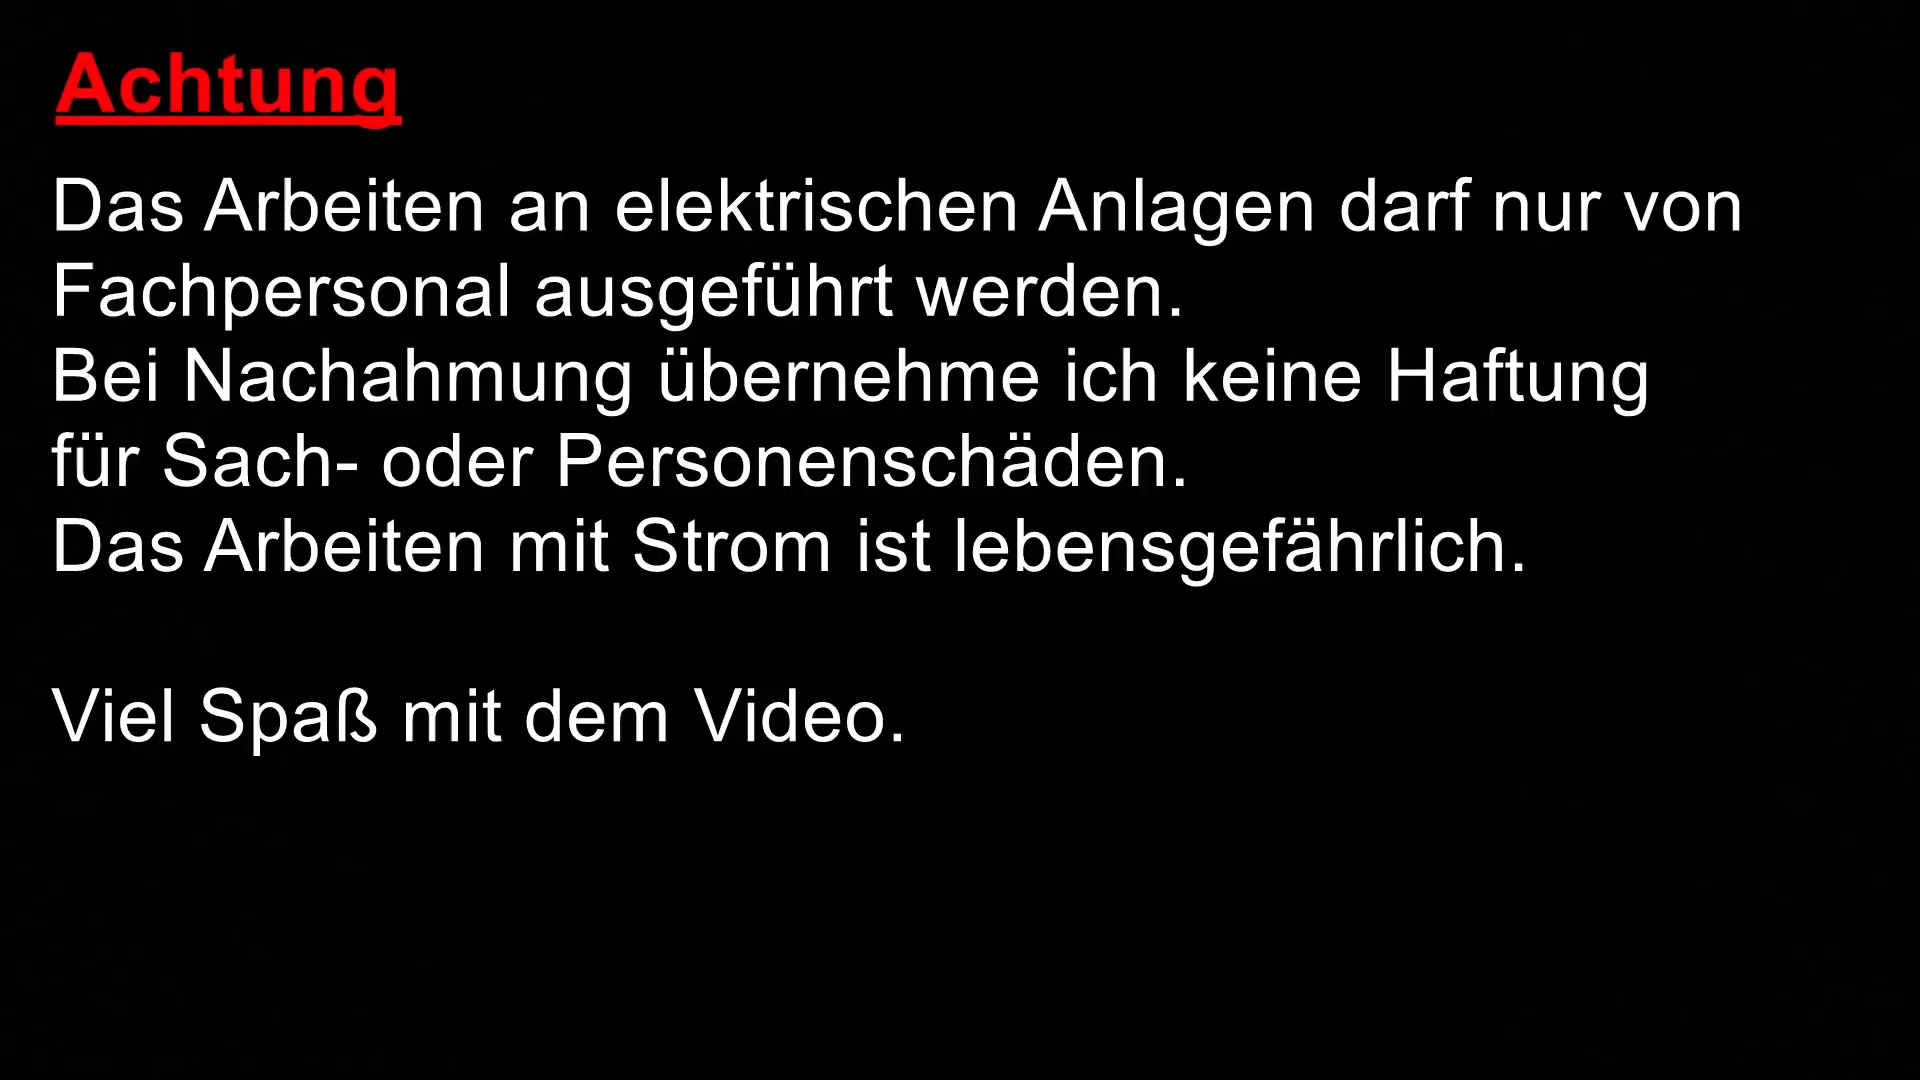 Achtung
Das Arbeiten an elektrischen Anlagen darf nur von
Fachpersonal ausgeführt werden.
Bei Nachahmung übernehme ich keine Haftung
für Sach- oder Personenschäden.
Das Arbeiten mit Strom ist lebensgefährlich.
Viel Spaß mit dem Video.